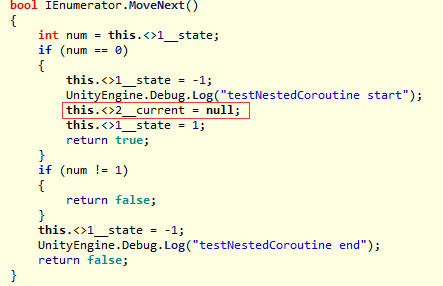 bool IEnumerator.MoveNext()
{
    int num = this.<>1__state;
    if (num == 0)
    {
        this.<>1__state = -1;
        UnityEngine.Debug.Log("testNestedCoroutine start");
        this.<>2__current = null;
        this.<>1__state = 1;
        return true;
    }
    if (num != 1)
    {
        return false;
    }
    this.<>1__state = -1;
    UnityEngine.Debug.Log("testNestedCoroutine end");
    return false;
}